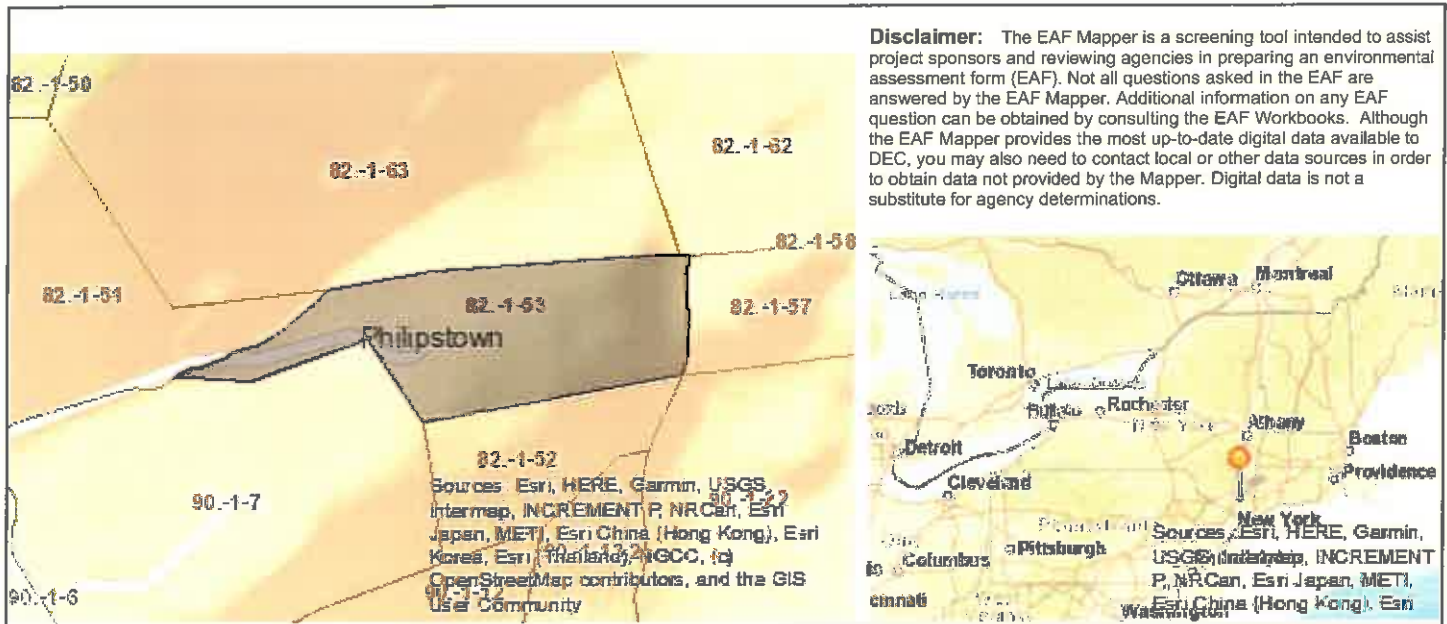 82.-1-50
82.-1-63
82.-1-62
82.-1-58
82.-1-51
82.-1-53
82.-1-57
Philipstown
82.-1-52
90.-1-7
90.-1-6
Sources: Esri, HERE, Garmin, USGS,
Intermap, INCREMENT P, NRCan, Esri
Japan, METI, Esri China (Hong Kong), Esri
Korea, Esri (Thailand), NGCC, (c)
OpenStreetMap contributors, and the GIS
User Community
Disclaimer: The EAF Mapper is a screening tool intended to assist
project sponsors and reviewing agencies in preparing an environmental
assessment form (EAF). Not all questions asked in the EAF are
answered by the EAF Mapper. Additional information on any EAF
question can be obtained by consulting the EAF Workbooks. Although
the EAF Mapper provides the most up-to-date digital data available to
DEC, you may also need to contact local or other data sources in order
to obtain data not provided by the Mapper. Digital data is not a
substitute for agency determinations.
Ottawa Montreal
Toronto
Buffalo Rochester
Albany
Detroit
Boston
Providence
Cleveland
New York
Pittsburgh
Columbus
cinnati
Washington
Sources: Esri, HERE, Garmin,
USGS, Intermap, INCREMENT
P, NRCan, Esri Japan, METI,
Esri China (Hong Kong), Esri